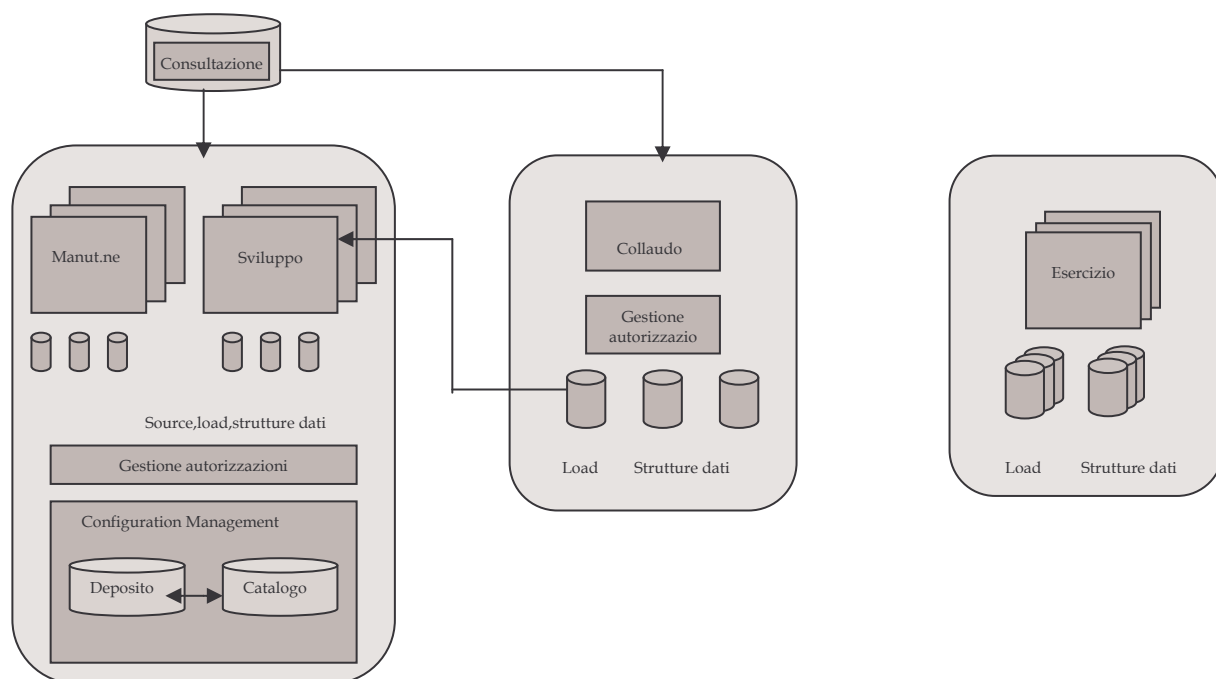 Consultazione
Manut.ne
Sviluppo
Source,load,strutture dati
Gestione autorizzazioni
Configuration Management
Deposito
Catalogo
Collaudo
Gestione
autorizzazio
Load
Strutture dati
Esercizio
Load
Strutture dati